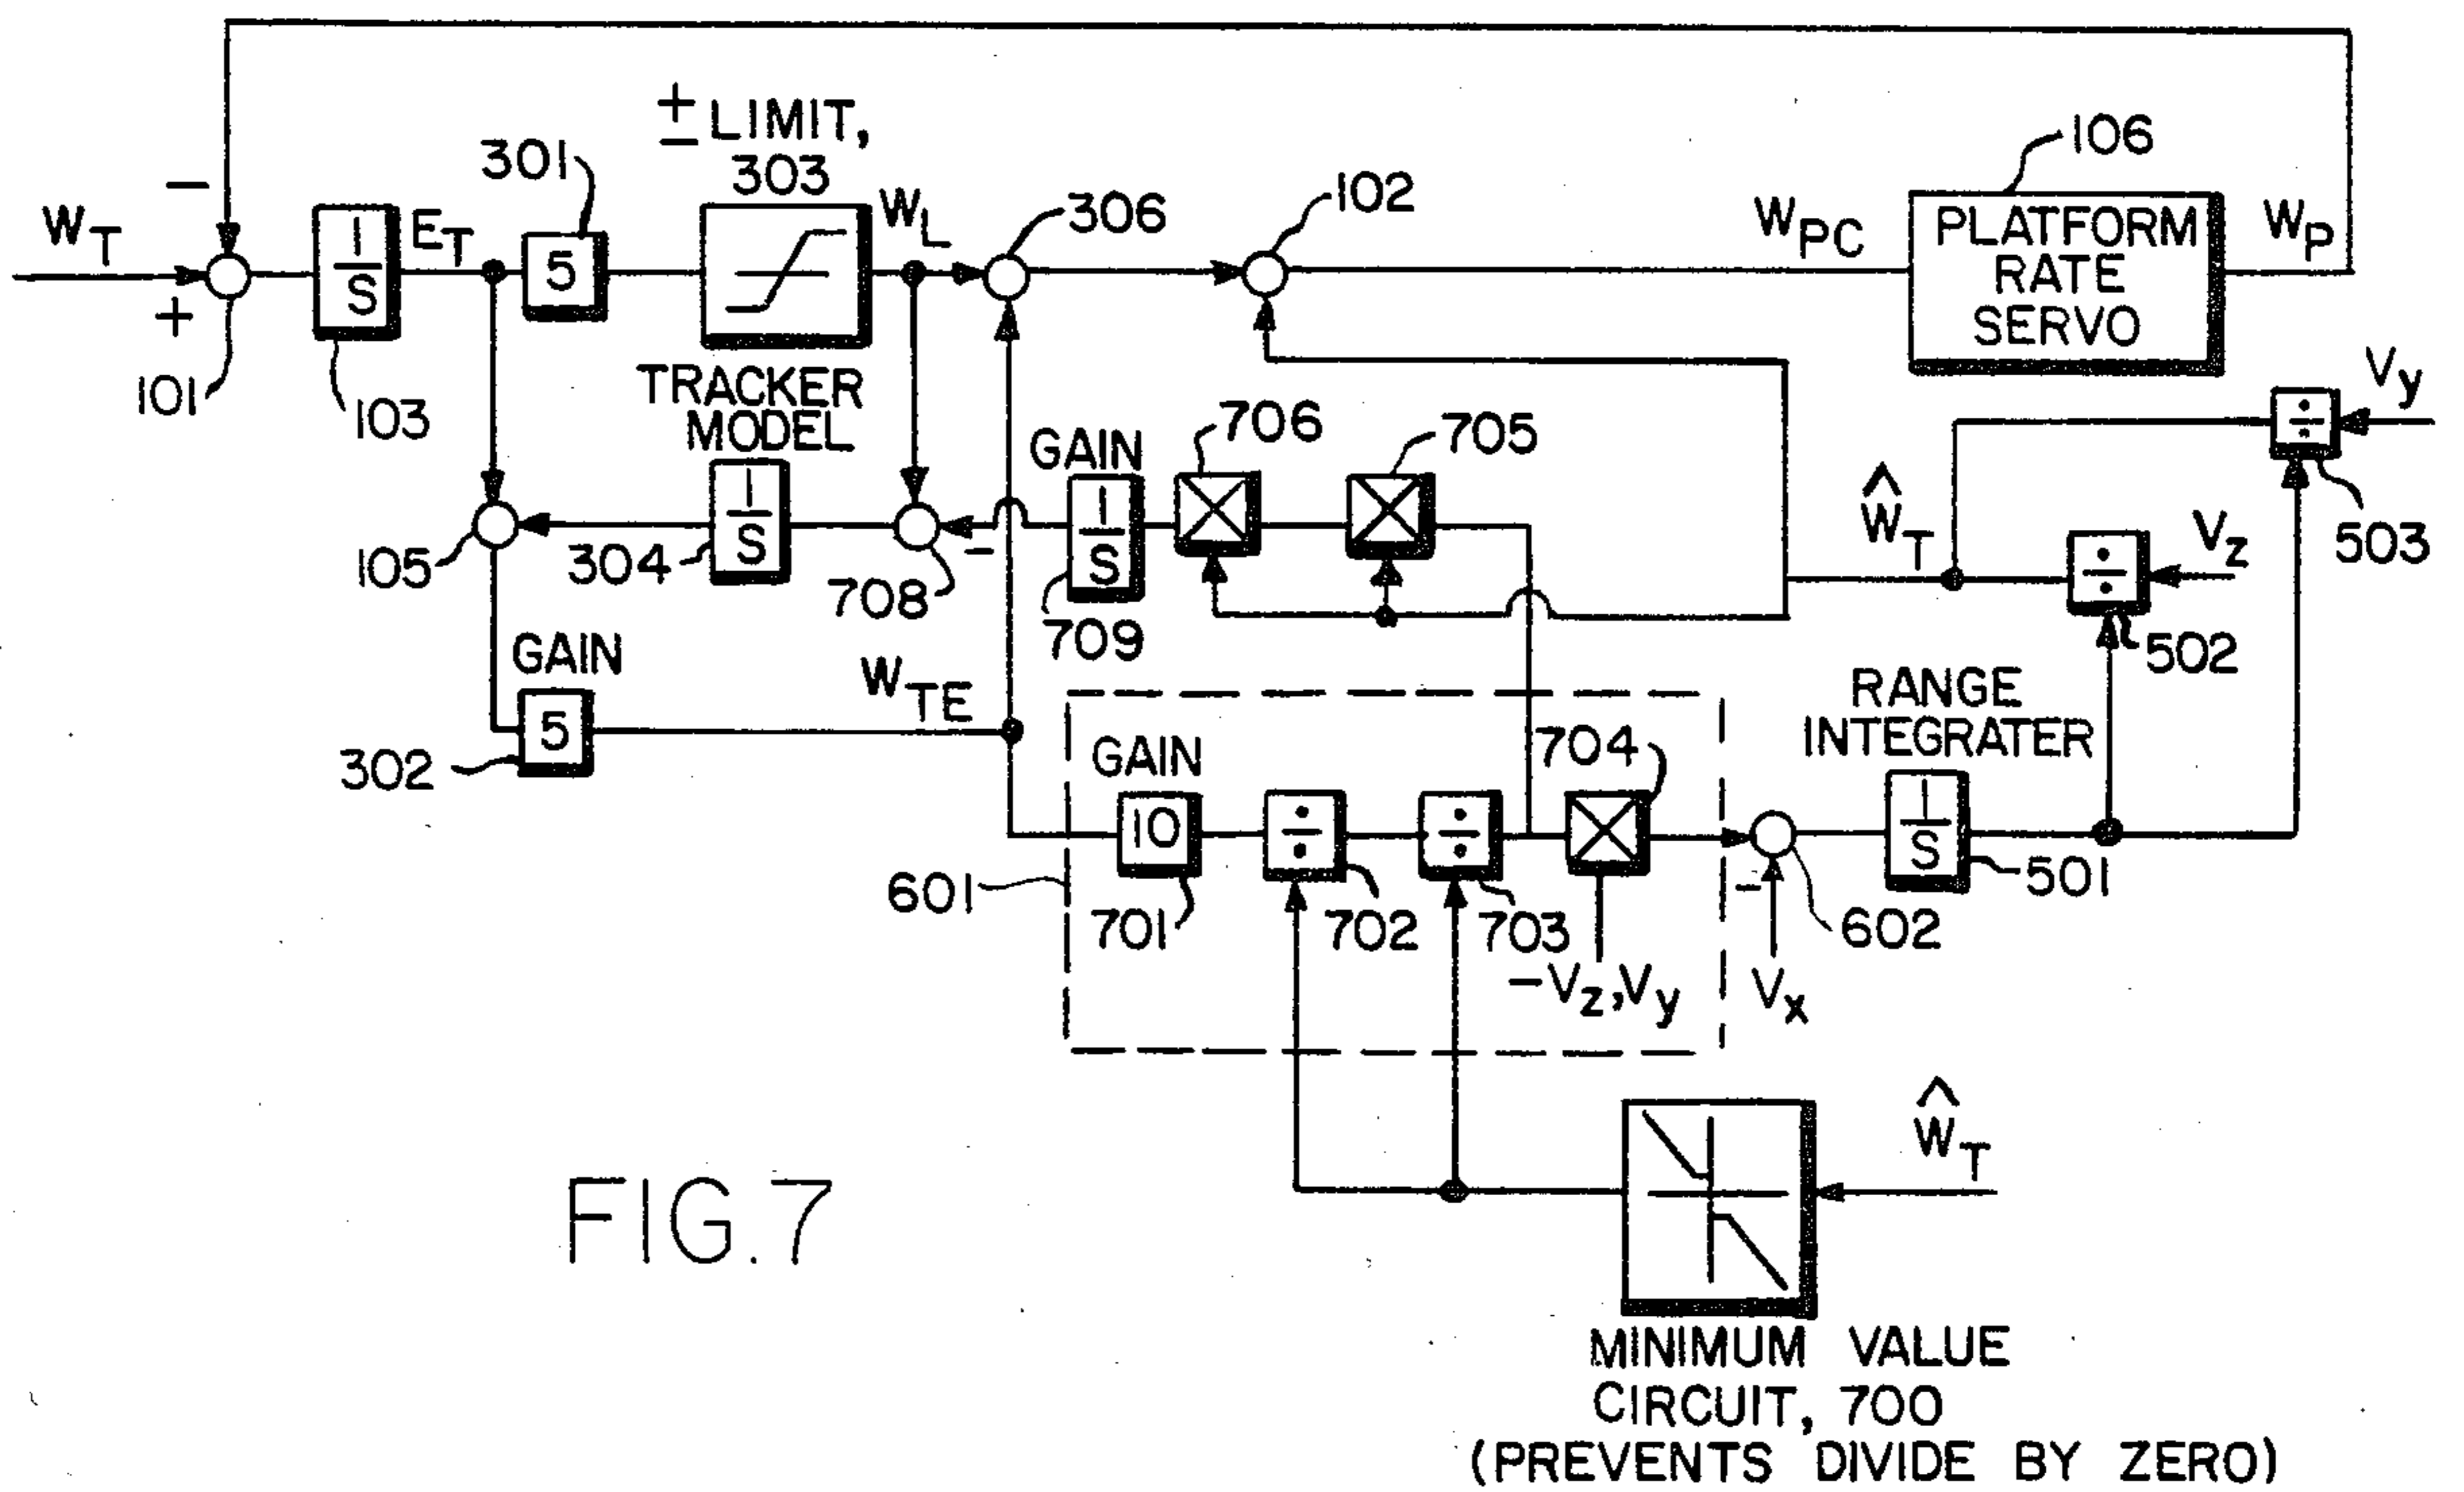 ± LIMIT,
303
301
W_T
−
+
101
1/S
103
E_T
5
W_L
306
102
W_PC
106
PLATFORM
RATE
SERVO
W_P
V_y
÷
503
TRACKER
MODEL
1/S
304
105
708
−
GAIN
1/S
709
706
705
Ŵ_T
V_z
÷
502
GAIN
5
302
W_TE
601
GAIN
10
701
÷
702
÷
703
704
−V_z,V_y
−
V_x
602
RANGE
INTEGRATER
1/S
501
Ŵ_T
FIG.7
MINIMUM VALUE
CIRCUIT, 700
(PREVENTS DIVIDE BY ZERO)